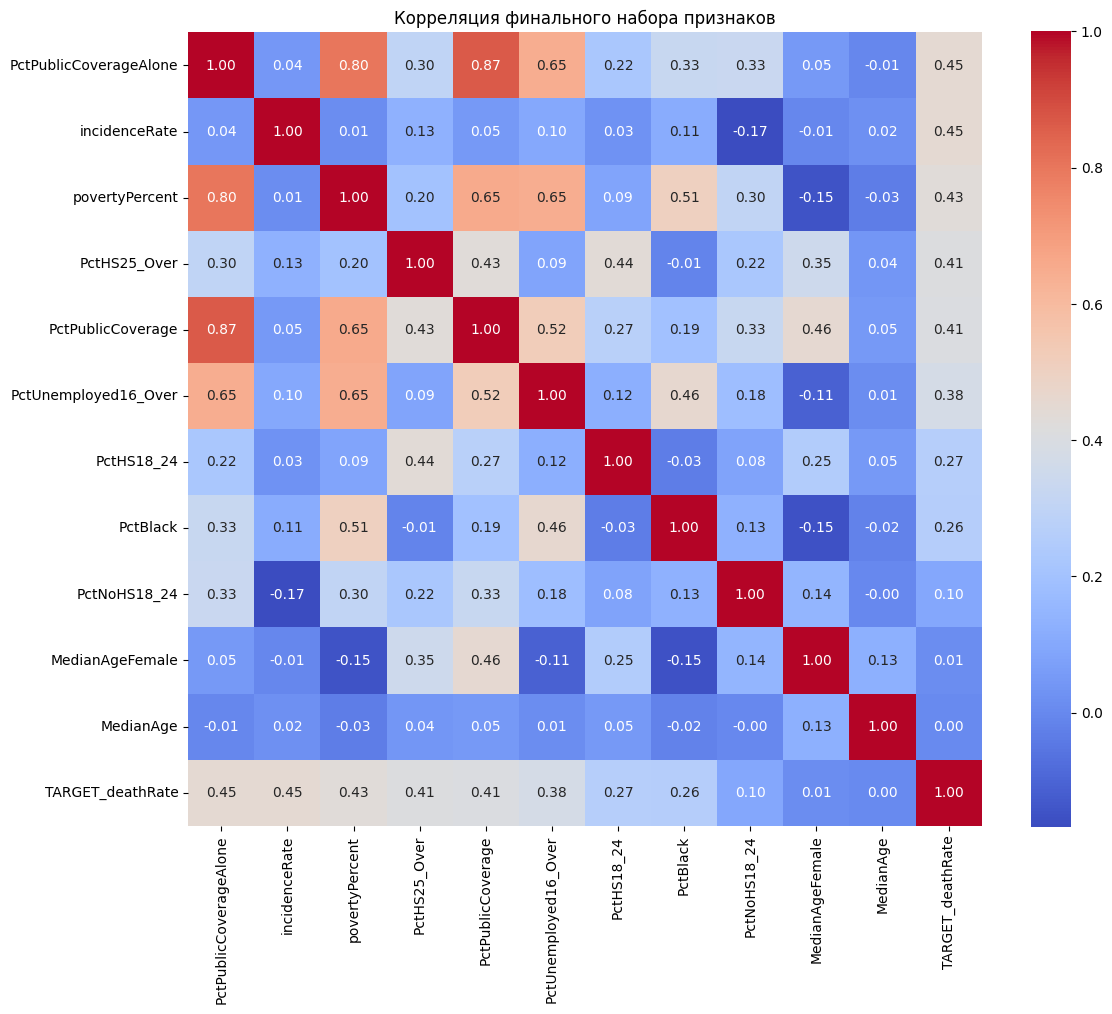 Корреляция финального набора признаков
PctPublicCoverageAlone 1.00 0.04 0.80 0.30 0.87 0.65 0.22 0.33 0.33 0.05 -0.01 0.45
incidenceRate 0.04 1.00 0.01 0.13 0.05 0.10 0.03 0.11 -0.17 -0.01 0.02 0.45
povertyPercent 0.80 0.01 1.00 0.20 0.65 0.65 0.09 0.51 0.30 -0.15 -0.03 0.43
PctHS25_Over 0.30 0.13 0.20 1.00 0.43 0.09 0.44 -0.01 0.22 0.35 0.04 0.41
PctPublicCoverage 0.87 0.05 0.65 0.43 1.00 0.52 0.27 0.19 0.33 0.46 0.05 0.41
PctUnemployed16_Over 0.65 0.10 0.65 0.09 0.52 1.00 0.12 0.46 0.18 -0.11 0.01 0.38
PctHS18_24 0.22 0.03 0.09 0.44 0.27 0.12 1.00 -0.03 0.08 0.25 0.05 0.27
PctBlack 0.33 0.11 0.51 -0.01 0.19 0.46 -0.03 1.00 0.13 -0.15 -0.02 0.26
PctNoHS18_24 0.33 -0.17 0.30 0.22 0.33 0.18 0.08 0.13 1.00 0.14 -0.00 0.10
MedianAgeFemale 0.05 -0.01 -0.15 0.35 0.46 -0.11 0.25 -0.15 0.14 1.00 0.13 0.01
MedianAge -0.01 0.02 -0.03 0.04 0.05 0.01 0.05 -0.02 -0.00 0.13 1.00 0.00
TARGET_deathRate 0.45 0.45 0.43 0.41 0.41 0.38 0.27 0.26 0.10 0.01 0.00 1.00
PctPublicCoverageAlone
incidenceRate
povertyPercent
PctHS25_Over
PctPublicCoverage
PctUnemployed16_Over
PctHS18_24
PctBlack
PctNoHS18_24
MedianAgeFemale
MedianAge
TARGET_deathRate
1.0
0.8
0.6
0.4
0.2
0.0